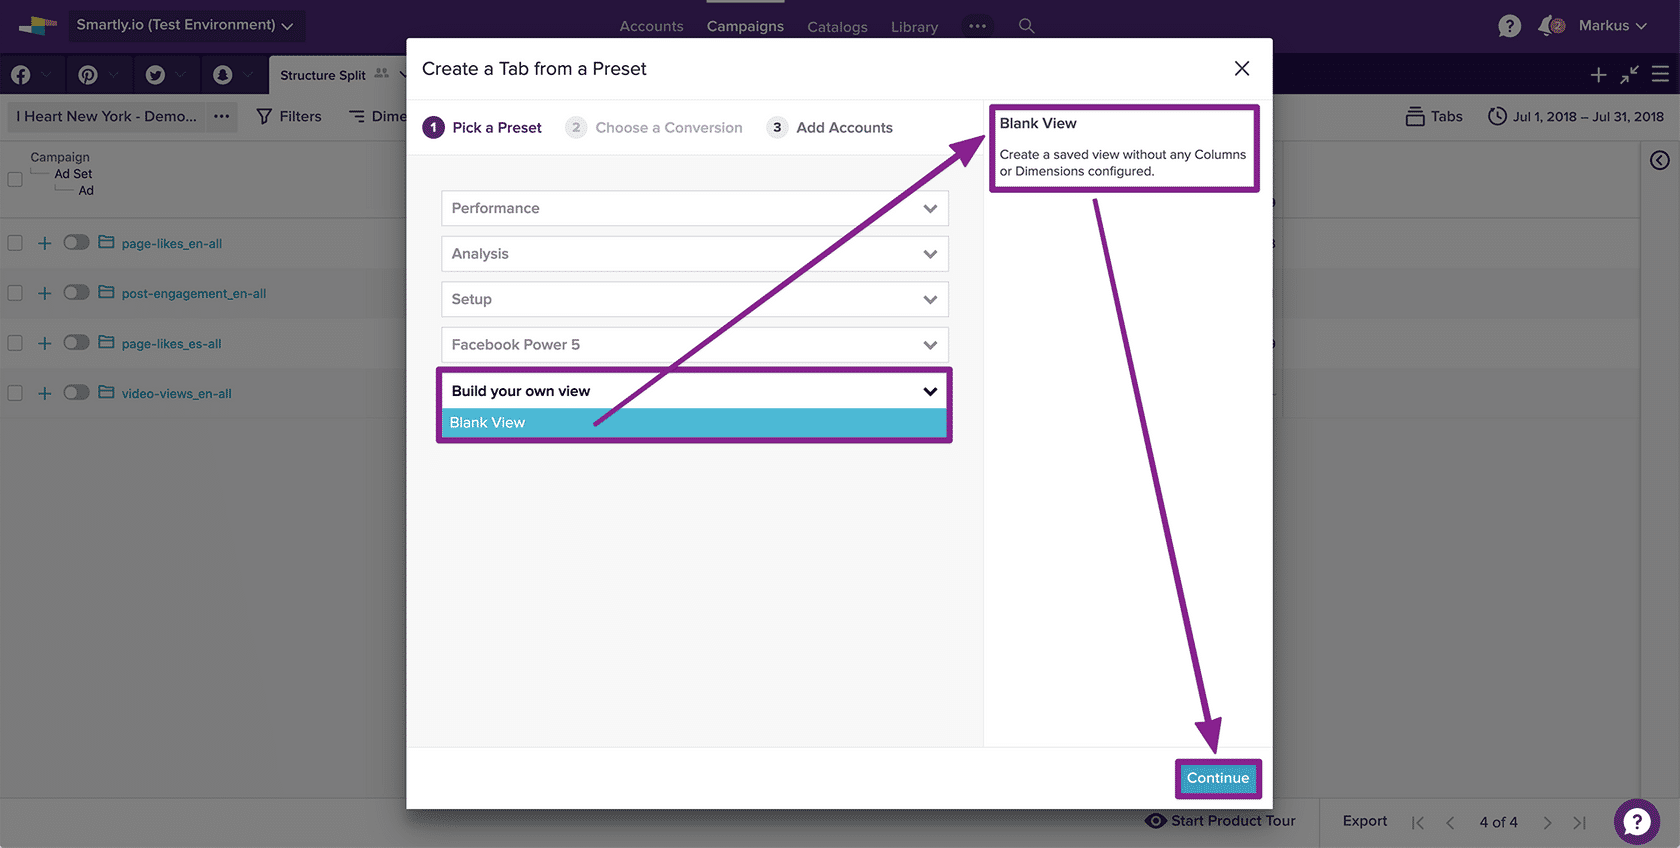 Smartly.io (Test Environment)
Accounts
Campaigns
Catalogs
Library
Markus
Structure Split
I Heart New York - Demo...
Filters
Dime
Tabs
Jul 1, 2018 – Jul 31, 2018
Campaign
Ad Set
Ad
page-likes_en-all
post-engagement_en-all
page-likes_es-all
video-views_en-all
Create a Tab from a Preset
1 Pick a Preset
2 Choose a Conversion
3 Add Accounts
Performance
Analysis
Setup
Facebook Power 5
Build your own view
Blank View
Blank View
Create a saved view without any Columns
or Dimensions configured.
Continue
Start Product Tour
Export
4 of 4